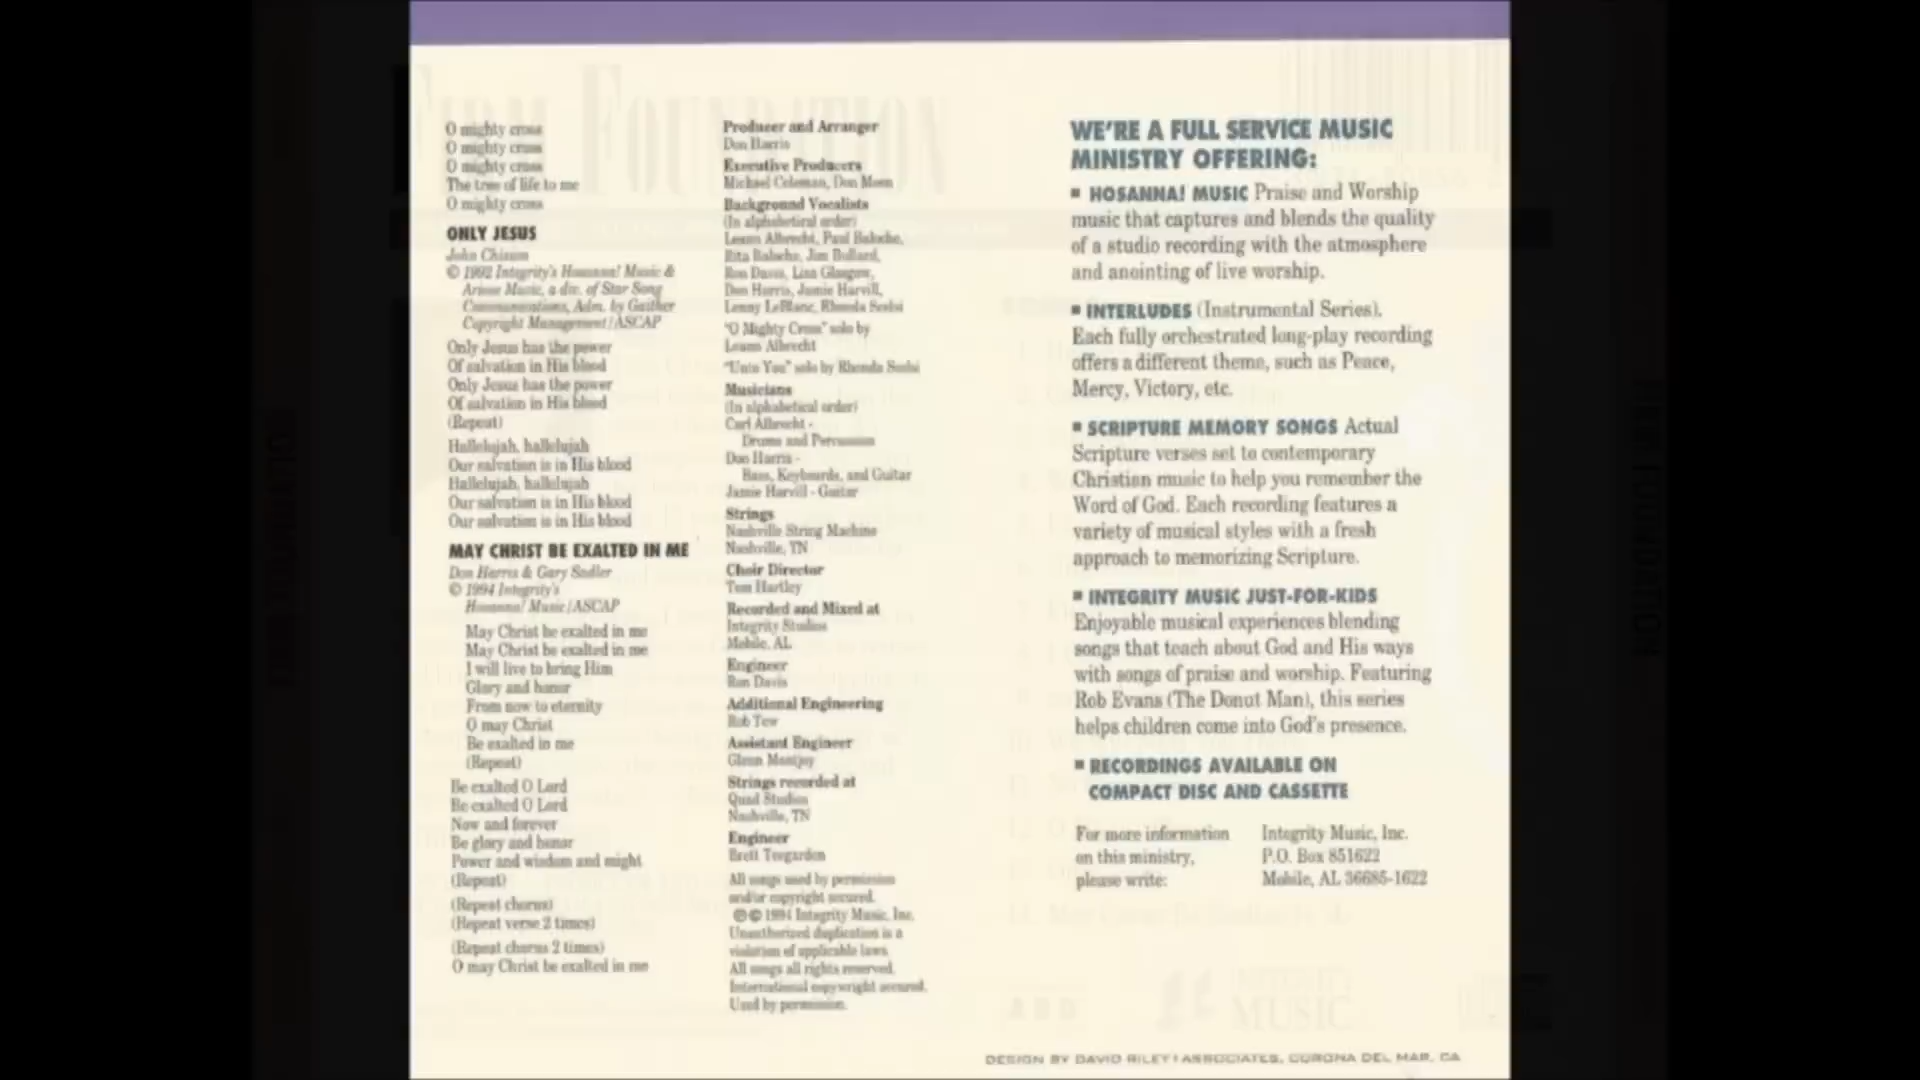 O mighty cross
O mighty cross
O mighty cross
The tree of life to me
O mighty cross
ONLY JESUS
John Chisum
© 1992 Integrity's Hosanna! Music &
Ariose Music, a div. of Star Song
Communications, Adm. by Gaither
Copyright Management/ASCAP
Only Jesus has the power
Of salvation in His blood
Only Jesus has the power
Of salvation in His blood
(Repeat)
Hallelujah, hallelujah
Our salvation is in His blood
Hallelujah, hallelujah
Our salvation is in His blood
Our salvation is in His blood
MAY CHRIST BE EXALTED IN ME
Don Harris & Gary Sadler
© 1994 Integrity's
Hosanna! Music/ASCAP
May Christ be exalted in me
May Christ be exalted in me
I will live to bring Him
Glory and honor
From now to eternity
O may Christ
Be exalted in me
(Repeat)
Be exalted O Lord
Be exalted O Lord
Now and forever
Be glory and honor
Power and wisdom and might
(Repeat)
(Repeat chorus)
(Repeat verse 2 times)
(Repeat chorus 2 times)
O may Christ be exalted in me
Producer and Arranger
Don Harris
Executive Producers
Michael Coleman, Don Moen
Background Vocalists
(In alphabetical order)
Leann Albrecht, Paul Baloche,
Rita Baloche, Jim Bullard,
Ron Davis, Lisa Glasgow,
Don Harris, Jamie Harvill,
Lenny LeBlanc, Rhonda Scelsi
"O Mighty Cross" solo by
Leann Albrecht
"Unto You" solo by Rhonda Scelsi
Musicians
(In alphabetical order)
Carl Albrecht -
Drums and Percussion
Don Harris -
Bass, Keyboards, and Guitar
Jamie Harvill - Guitar
Strings
Nashville String Machine
Nashville, TN
Choir Director
Tom Hartley
Recorded and Mixed at
Integrity Studios
Mobile, AL
Engineer
Ron Davis
Additional Engineering
Rob Tew
Assistant Engineer
Glenn Montjoy
Strings recorded at
Quad Studios
Nashville, TN
Engineer
Brett Teegarden
All songs used by permission
and/or copyright secured.
℗© 1994 Integrity Music, Inc.
Unauthorized duplication is a
violation of applicable laws.
All songs all rights reserved.
International copywright secured.
Used by permission.
WE'RE A FULL SERVICE MUSIC
MINISTRY OFFERING:
▪ HOSANNA! MUSIC Praise and Worship
music that captures and blends the quality
of a studio recording with the atmosphere
and anointing of live worship.
▪ INTERLUDES (Instrumental Series).
Each fully orchestrated long-play recording
offers a different theme, such as Peace,
Mercy, Victory, etc.
▪ SCRIPTURE MEMORY SONGS Actual
Scripture verses set to contemporary
Christian music to help you remember the
Word of God. Each recording features a
variety of musical styles with a fresh
approach to memorizing Scripture.
▪ INTEGRITY MUSIC JUST-FOR-KIDS
Enjoyable musical experiences blending
songs that teach about God and His ways
with songs of praise and worship. Featuring
Rob Evans (The Donut Man), this series
helps children come into God's presence.
▪ RECORDINGS AVAILABLE ON
COMPACT DISC AND CASSETTE
For more information
on this ministry,
please write:
Integrity Music, Inc.
P.O. Box 851622
Mobile, AL 36685-1622
DESIGN BY DAVID RILEY + ASSOCIATES, CORONA DEL MAR, CA
FIRM FOUNDATION
FIRM FOUNDATION
FIRM FOUNDATION
MUSIC